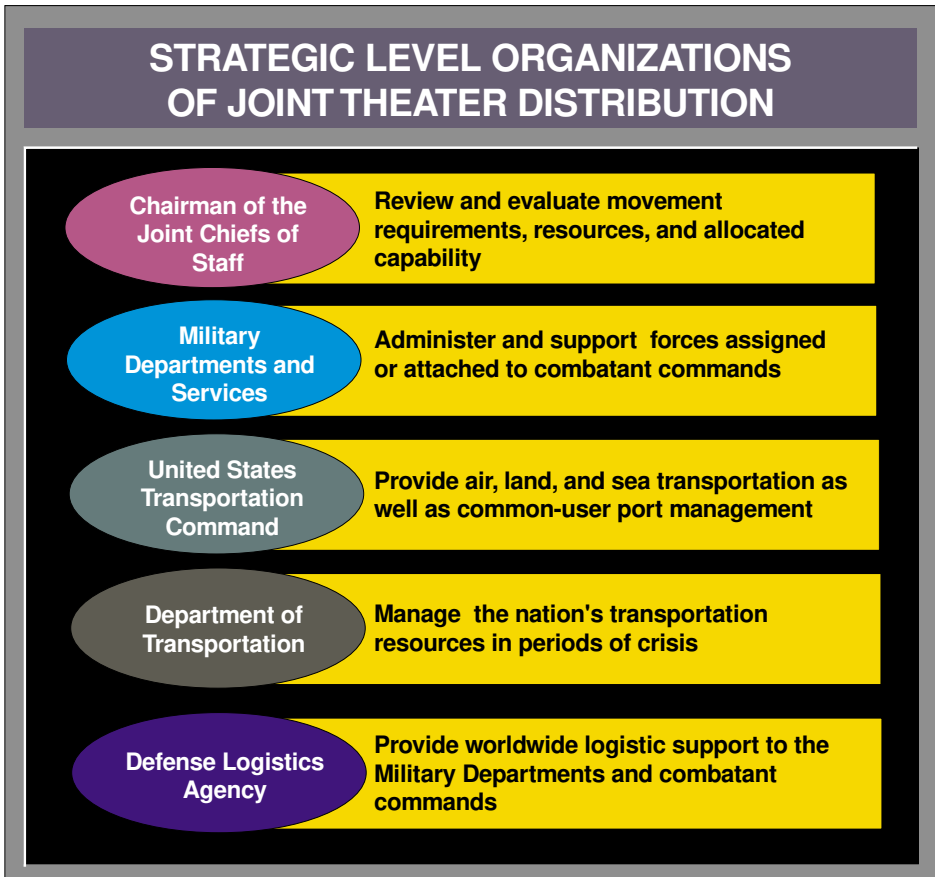 STRATEGIC LEVEL ORGANIZATIONS
OF JOINT THEATER DISTRIBUTION
Chairman of the
Joint Chiefs of
Staff
Review and evaluate movement
requirements, resources, and allocated
capability
Military
Departments and
Services
Administer and support forces assigned
or attached to combatant commands
United States
Transportation
Command
Provide air, land, and sea transportation as
well as common-user port management
Department of
Transportation
Manage the nation's transportation
resources in periods of crisis
Defense Logistics
Agency
Provide worldwide logistic support to the
Military Departments and combatant
commands